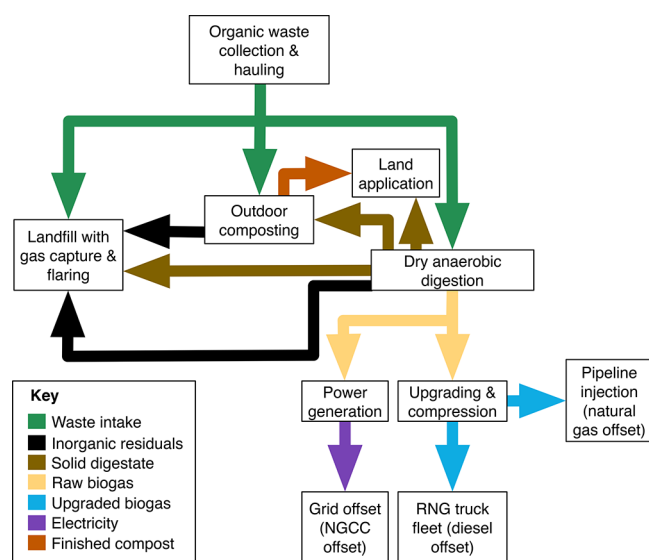 Organic waste
collection &
hauling
Land
application
Outdoor
composting
Landfill with
gas capture &
flaring
Dry anaerobic
digestion
Power
generation
Upgrading &
compression
Pipeline
injection
(natural
gas offset)
Grid offset
(NGCC
offset)
RNG truck
fleet (diesel
offset)
Key
Waste intake
Inorganic residuals
Solid digestate
Raw biogas
Upgraded biogas
Electricity
Finished compost